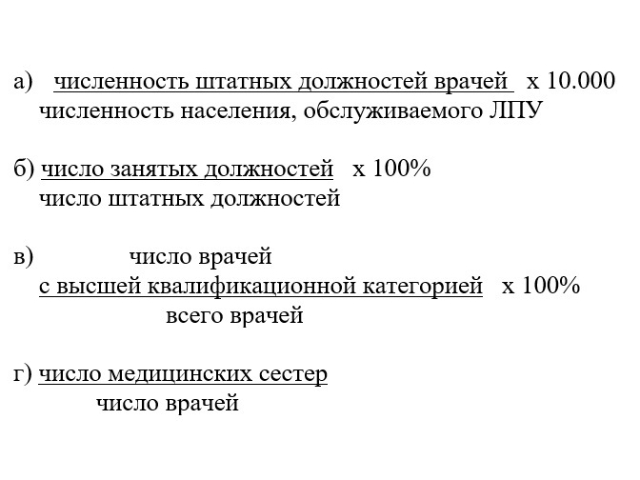 а) численность штатных должностей врачей х 10.000
численность населения, обслуживаемого ЛПУ
б) число занятых должностей х 100%
число штатных должностей
в) число врачей
с высшей квалификационной категорией х 100%
всего врачей
г) число медицинских сестер
число врачей